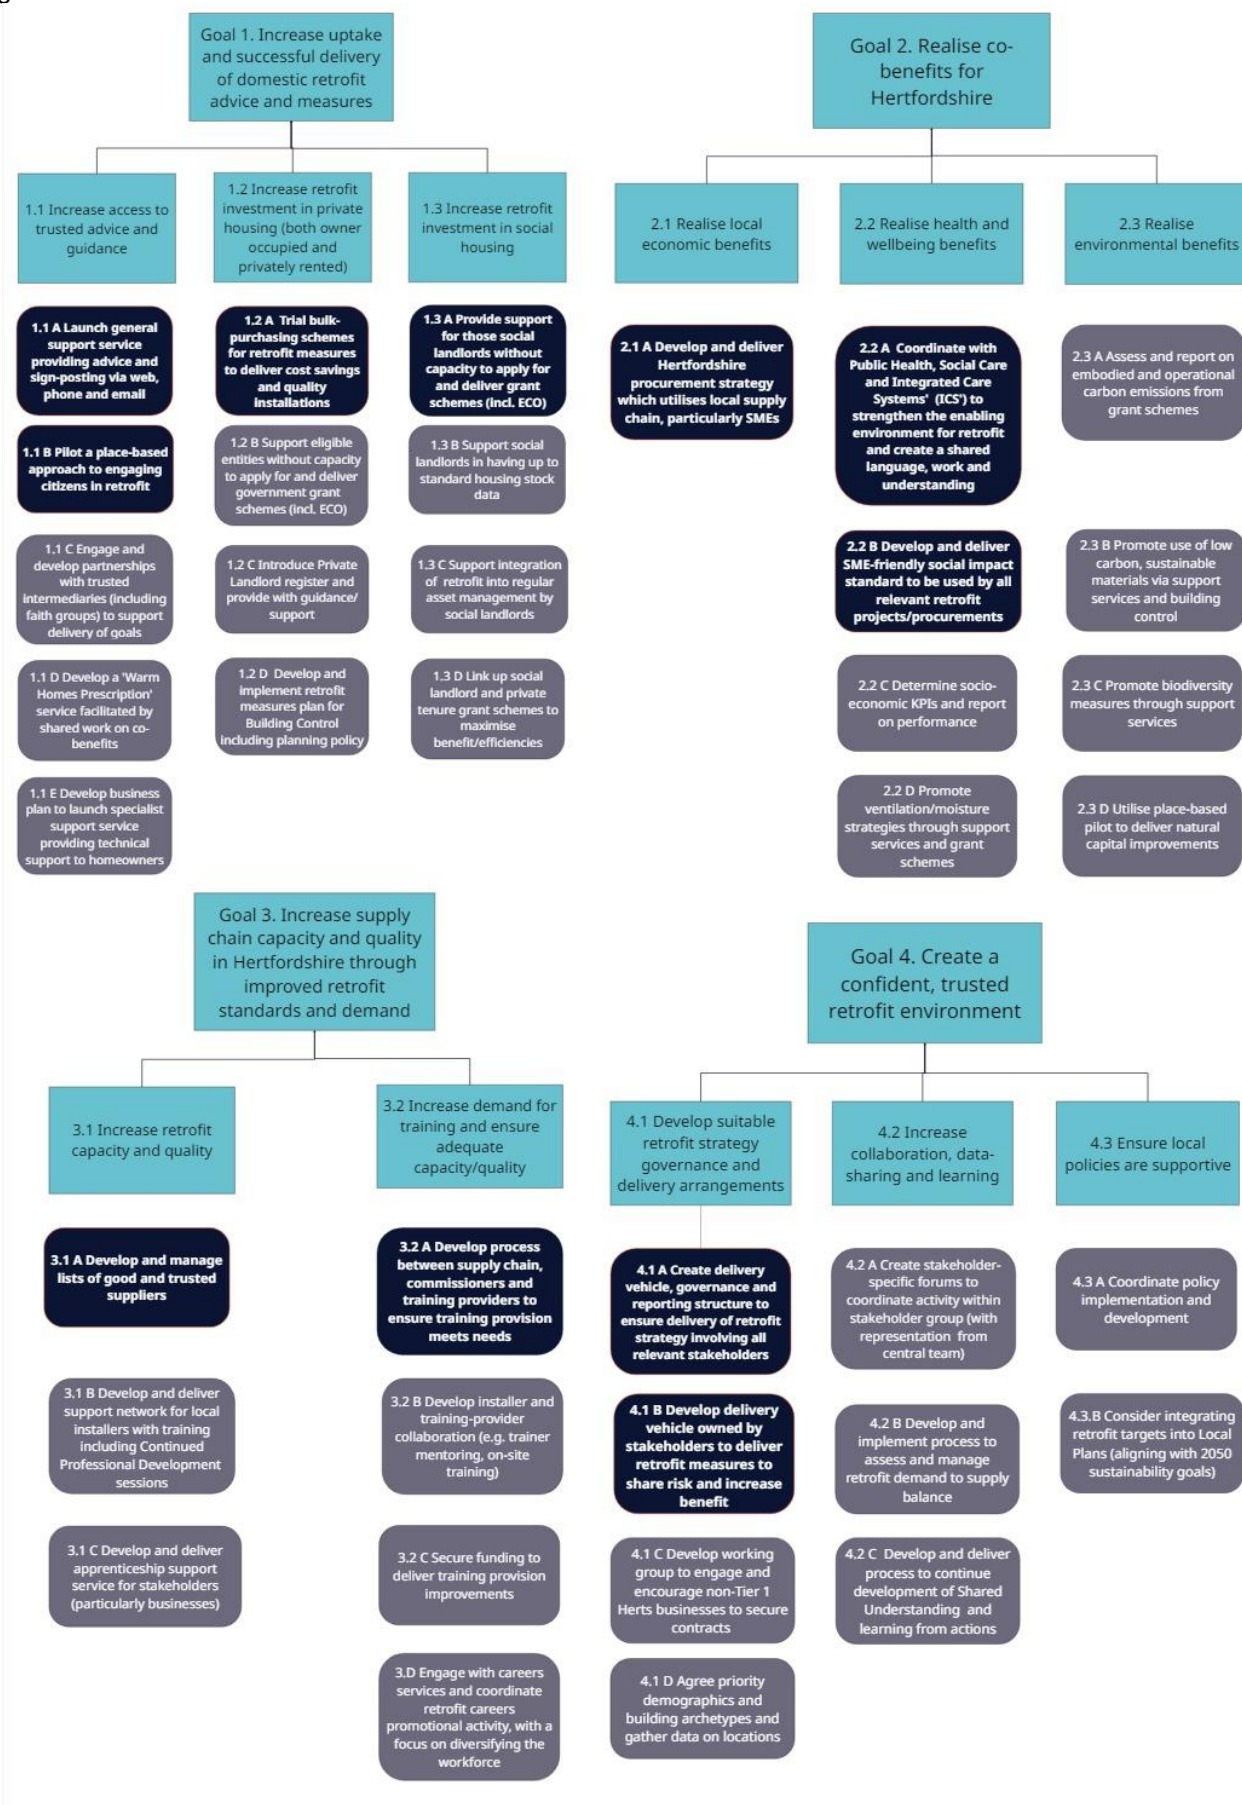 Goal 1. Increase uptake
and successful delivery
of domestic retrofit
advice and measures
1.1 Increase access to
trusted advice and
guidance
1.2 Increase retrofit
investment in private
housing (both owner
occupied and
privately rented)
1.3 Increase retrofit
investment in social
housing
1.1 A Launch general
support service
providing advice and
sign-posting via web,
phone and email
1.1 B Pilot a place-based
approach to engaging
citizens in retrofit
1.1 C Engage and
develop partnerships
with trusted
intermediaries (including
faith groups) to support
delivery of goals
1.1 D Develop a 'Warm
Homes Prescription'
service facilitated by
shared work on co-
benefits
1.1 E Develop business
plan to launch specialist
support service
providing technical
support to homeowners
1.2 A Trial bulk-
purchasing schemes
for retrofit measures
to deliver cost savings
and quality
installations
1.2 B Support eligible
entities without capacity
to apply for and deliver
government grant
schemes (incl. ECO)
1.2 C Introduce Private
Landlord register and
provide with guidance/
support
1.2 D Develop and
implement retrofit
measures plan for
Building Control
including planning policy
1.3 A Provide support
for those social
landlords without
capacity to apply for
and deliver grant
schemes (incl. ECO)
1.3 B Support social
landlords in having up to
standard housing stock
data
1.3 C Support integration
of retrofit into regular
asset management by
social landlords
1.3 D Link up social
landlord and private
tenure grant schemes to
maximise
benefit/efficiencies
Goal 2. Realise co-
benefits for
Hertfordshire
2.1 Realise local
economic benefits
2.2 Realise health and
wellbeing benefits
2.3 Realise
environmental benefits
2.1 A Develop and deliver
Hertfordshire
procurement strategy
which utilises local supply
chain, particularly SMEs
2.2 A Coordinate with
Public Health, Social Care
and Integrated Care
Systems' (ICS') to
strengthen the enabling
environment for retrofit
and create a shared
language, work and
understanding
2.2 B Develop and deliver
SME-friendly social impact
standard to be used by all
relevant retrofit
projects/procurements
2.2 C Determine socio-
economic KPIs and report
on performance
2.2 D Promote
ventilation/moisture
strategies through support
services and grant
schemes
2.3 A Assess and report on
embodied and operational
carbon emissions from
grant schemes
2.3 B Promote use of low
carbon, sustainable
materials via support
services and building
control
2.3 C Promote biodiversity
measures through support
services
2.3 D Utilise place-based
pilot to deliver natural
capital improvements
Goal 3. Increase supply
chain capacity and quality
in Hertfordshire through
improved retrofit
standards and demand
3.1 Increase retrofit
capacity and quality
3.2 Increase demand for
training and ensure
adequate
capacity/quality
3.1 A Develop and manage
lists of good and trusted
suppliers
3.1 B Develop and deliver
support network for local
installers with training
including Continued
Professional Development
sessions
3.1 C Develop and deliver
apprenticeship support
service for stakeholders
(particularly businesses)
3.2 A Develop process
between supply chain,
commissioners and
training providers to
ensure training provision
meets needs
3.2 B Develop installer and
training-provider
collaboration (e.g. trainer
mentoring, on-site
training)
3.2 C Secure funding to
deliver training provision
improvements
3.D Engage with careers
services and coordinate
retrofit careers
promotional activity, with a
focus on diversifying the
workforce
Goal 4. Create a
confident, trusted
retrofit environment
4.1 Develop suitable
retrofit strategy
governance and
delivery arrangements
4.2 Increase
collaboration, data-
sharing and learning
4.3 Ensure local
policies are supportive
4.1 A Create delivery
vehicle, governance and
reporting structure to
ensure delivery of retrofit
strategy involving all
relevant stakeholders
4.1 B Develop delivery
vehicle owned by
stakeholders to deliver
retrofit measures to
share risk and increase
benefit
4.1 C Develop working
group to engage and
encourage non-Tier 1
Herts businesses to secure
contracts
4.1 D Agree priority
demographics and
building archetypes and
gather data on locations
4.2 A Create stakeholder-
specific forums to
coordinate activity within
stakeholder group (with
representation from
central team)
4.2 B Develop and
implement process to
assess and manage
retrofit demand to supply
balance
4.2 C Develop and deliver
process to continue
development of Shared
Understanding and
learning from actions
4.3 A Coordinate policy
implementation and
development
4.3.B Consider integrating
retrofit targets into Local
Plans (aligning with 2050
sustainability goals)